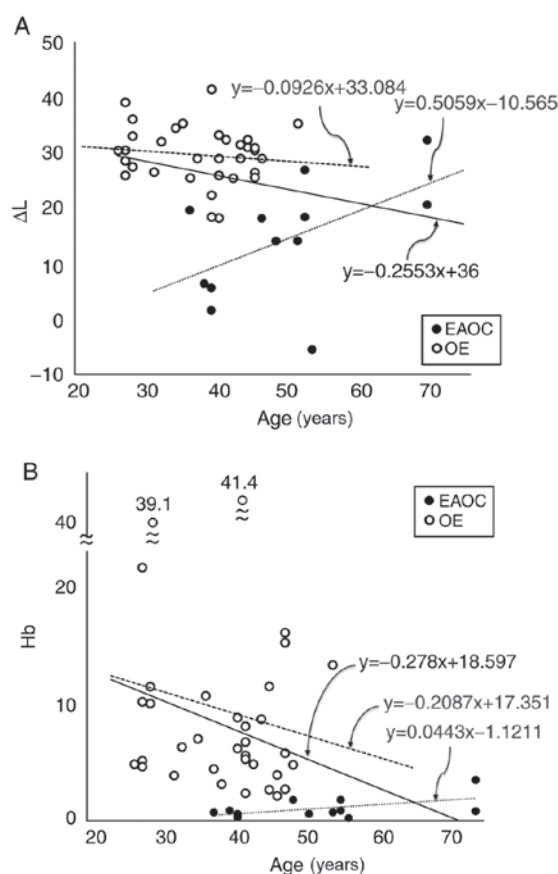 A
y=−0.0926x+33.084
y=0.5059x−10.565
50
40
30
20
10
0
−10
ΔL
y=−0.2553x+36
EAOC
OE
20 30 40 50 60 70
Age (years)
B
39.1
41.4
EAOC
OE
40
≈
20
10
0
Hb
y=−0.278x+18.597
y=−0.2087x+17.351
y=0.0443x−1.1211
20 30 40 50 60 70
Age (years)